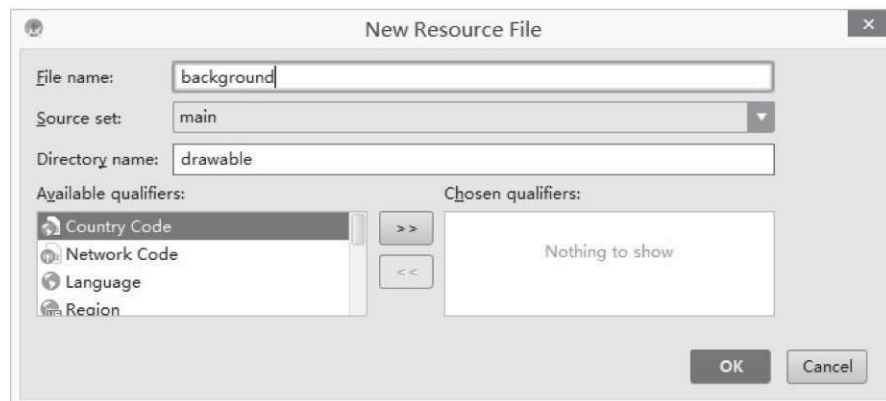 New Resource File
File name: background
Source set: main
Directory name: drawable
Available qualifiers: Chosen qualifiers:
Country Code
Network Code
Language
Region
>>
<<
Nothing to show
OK Cancel